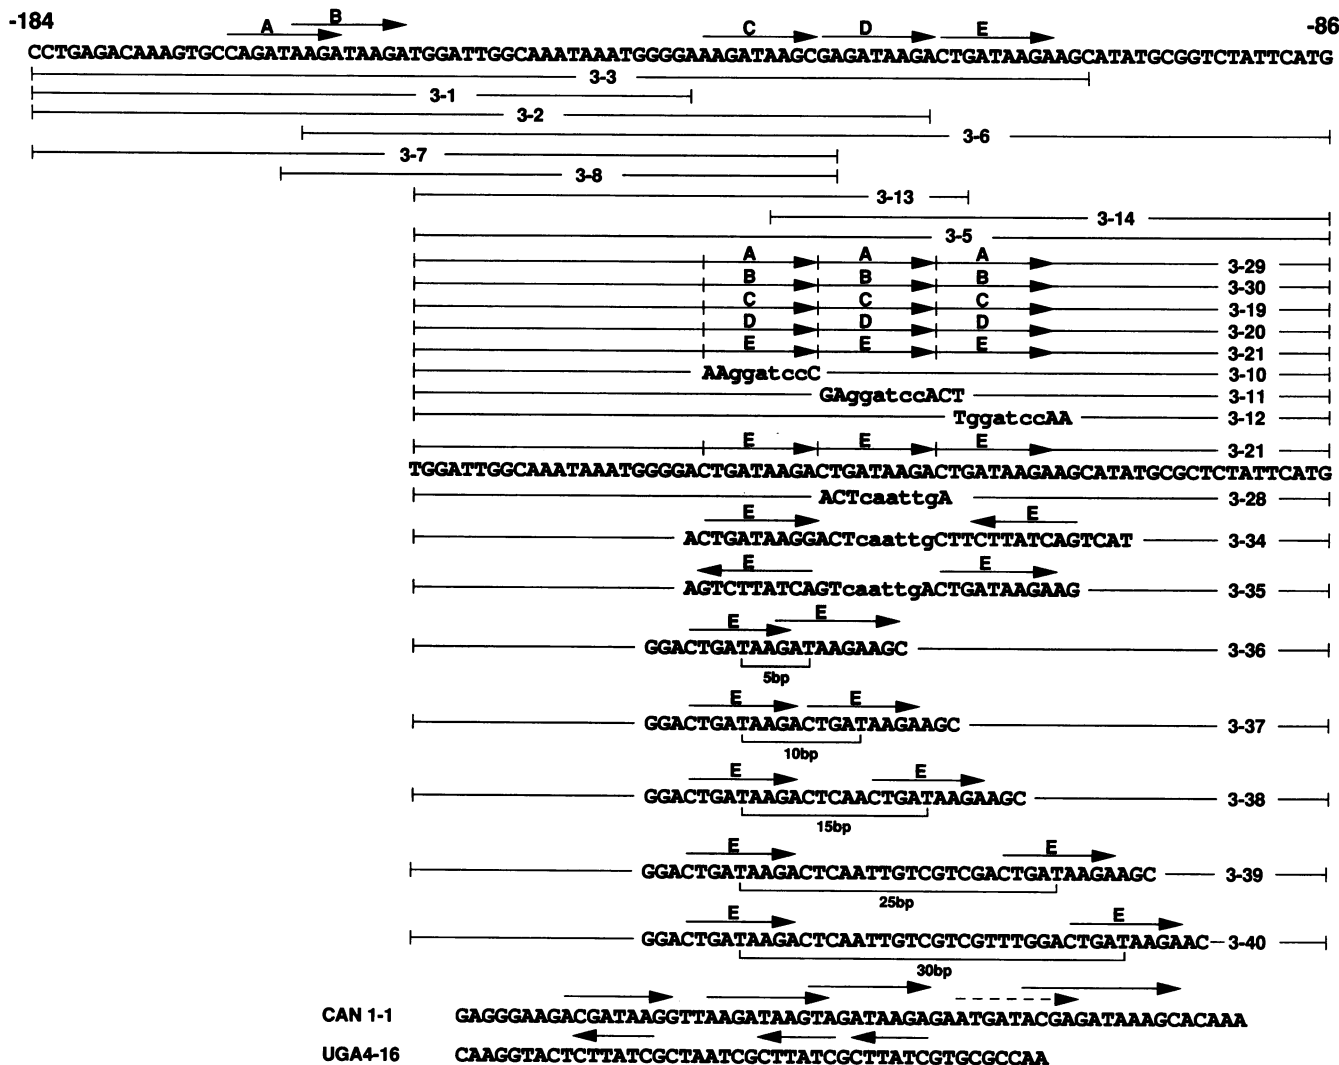 -184 -86
A B C D E
CCTGAGACAAAGTGCCAGATAAGATAAGATGGATTGGCAAATAAATGGGGAAAGATAAGCGAGATAAGACTGATAAGAAGCATATGCGGTCTATTCATG
3-3
3-1
3-2
3-6
3-7
3-8
3-13
3-14
3-5
A A A 3-29
B B B 3-30
C C C 3-19
D D D 3-20
E E E 3-21
AAggatccC 3-10
GAggatccACT 3-11
TggatccAA 3-12
E E E 3-21
TGGATTGGCAAATAAATGGGGACTGATAAGACTGATAAGACTGATAAGAAGCATATGCGCTCTATTCATG
ACTcaattgA 3-28
E E
ACTGATAAGGACTcaattgCTTCTTATCAGTCAT 3-34
E E
AGTCTTATCAGTcaattgACTGATAAGAAG 3-35
E E
GGACTGATAAGATAAGAAGC 3-36
5bp
E E
GGACTGATAAGACTGATAAGAAGC 3-37
10bp
E E
GGACTGATAAGACTCAACTGATAAGAAGC 3-38
15bp
E E
GGACTGATAAGACTCAATTGTCGTCGACTGATAAGAAGC 3-39
25bp
E E
GGACTGATAAGACTCAATTGTCGTCGTTTGGACTGATAAGAAC 3-40
30bp
CAN 1-1 GAGGGAAGACGATAAGGTTAAGATAAGTAGATAAGAGAATGATACGAGATAAAGCACAAA
UGA4-16 CAAGGTACTCTTATCGCTAATCGCTTATCGCTTATCGTGCGCCAA